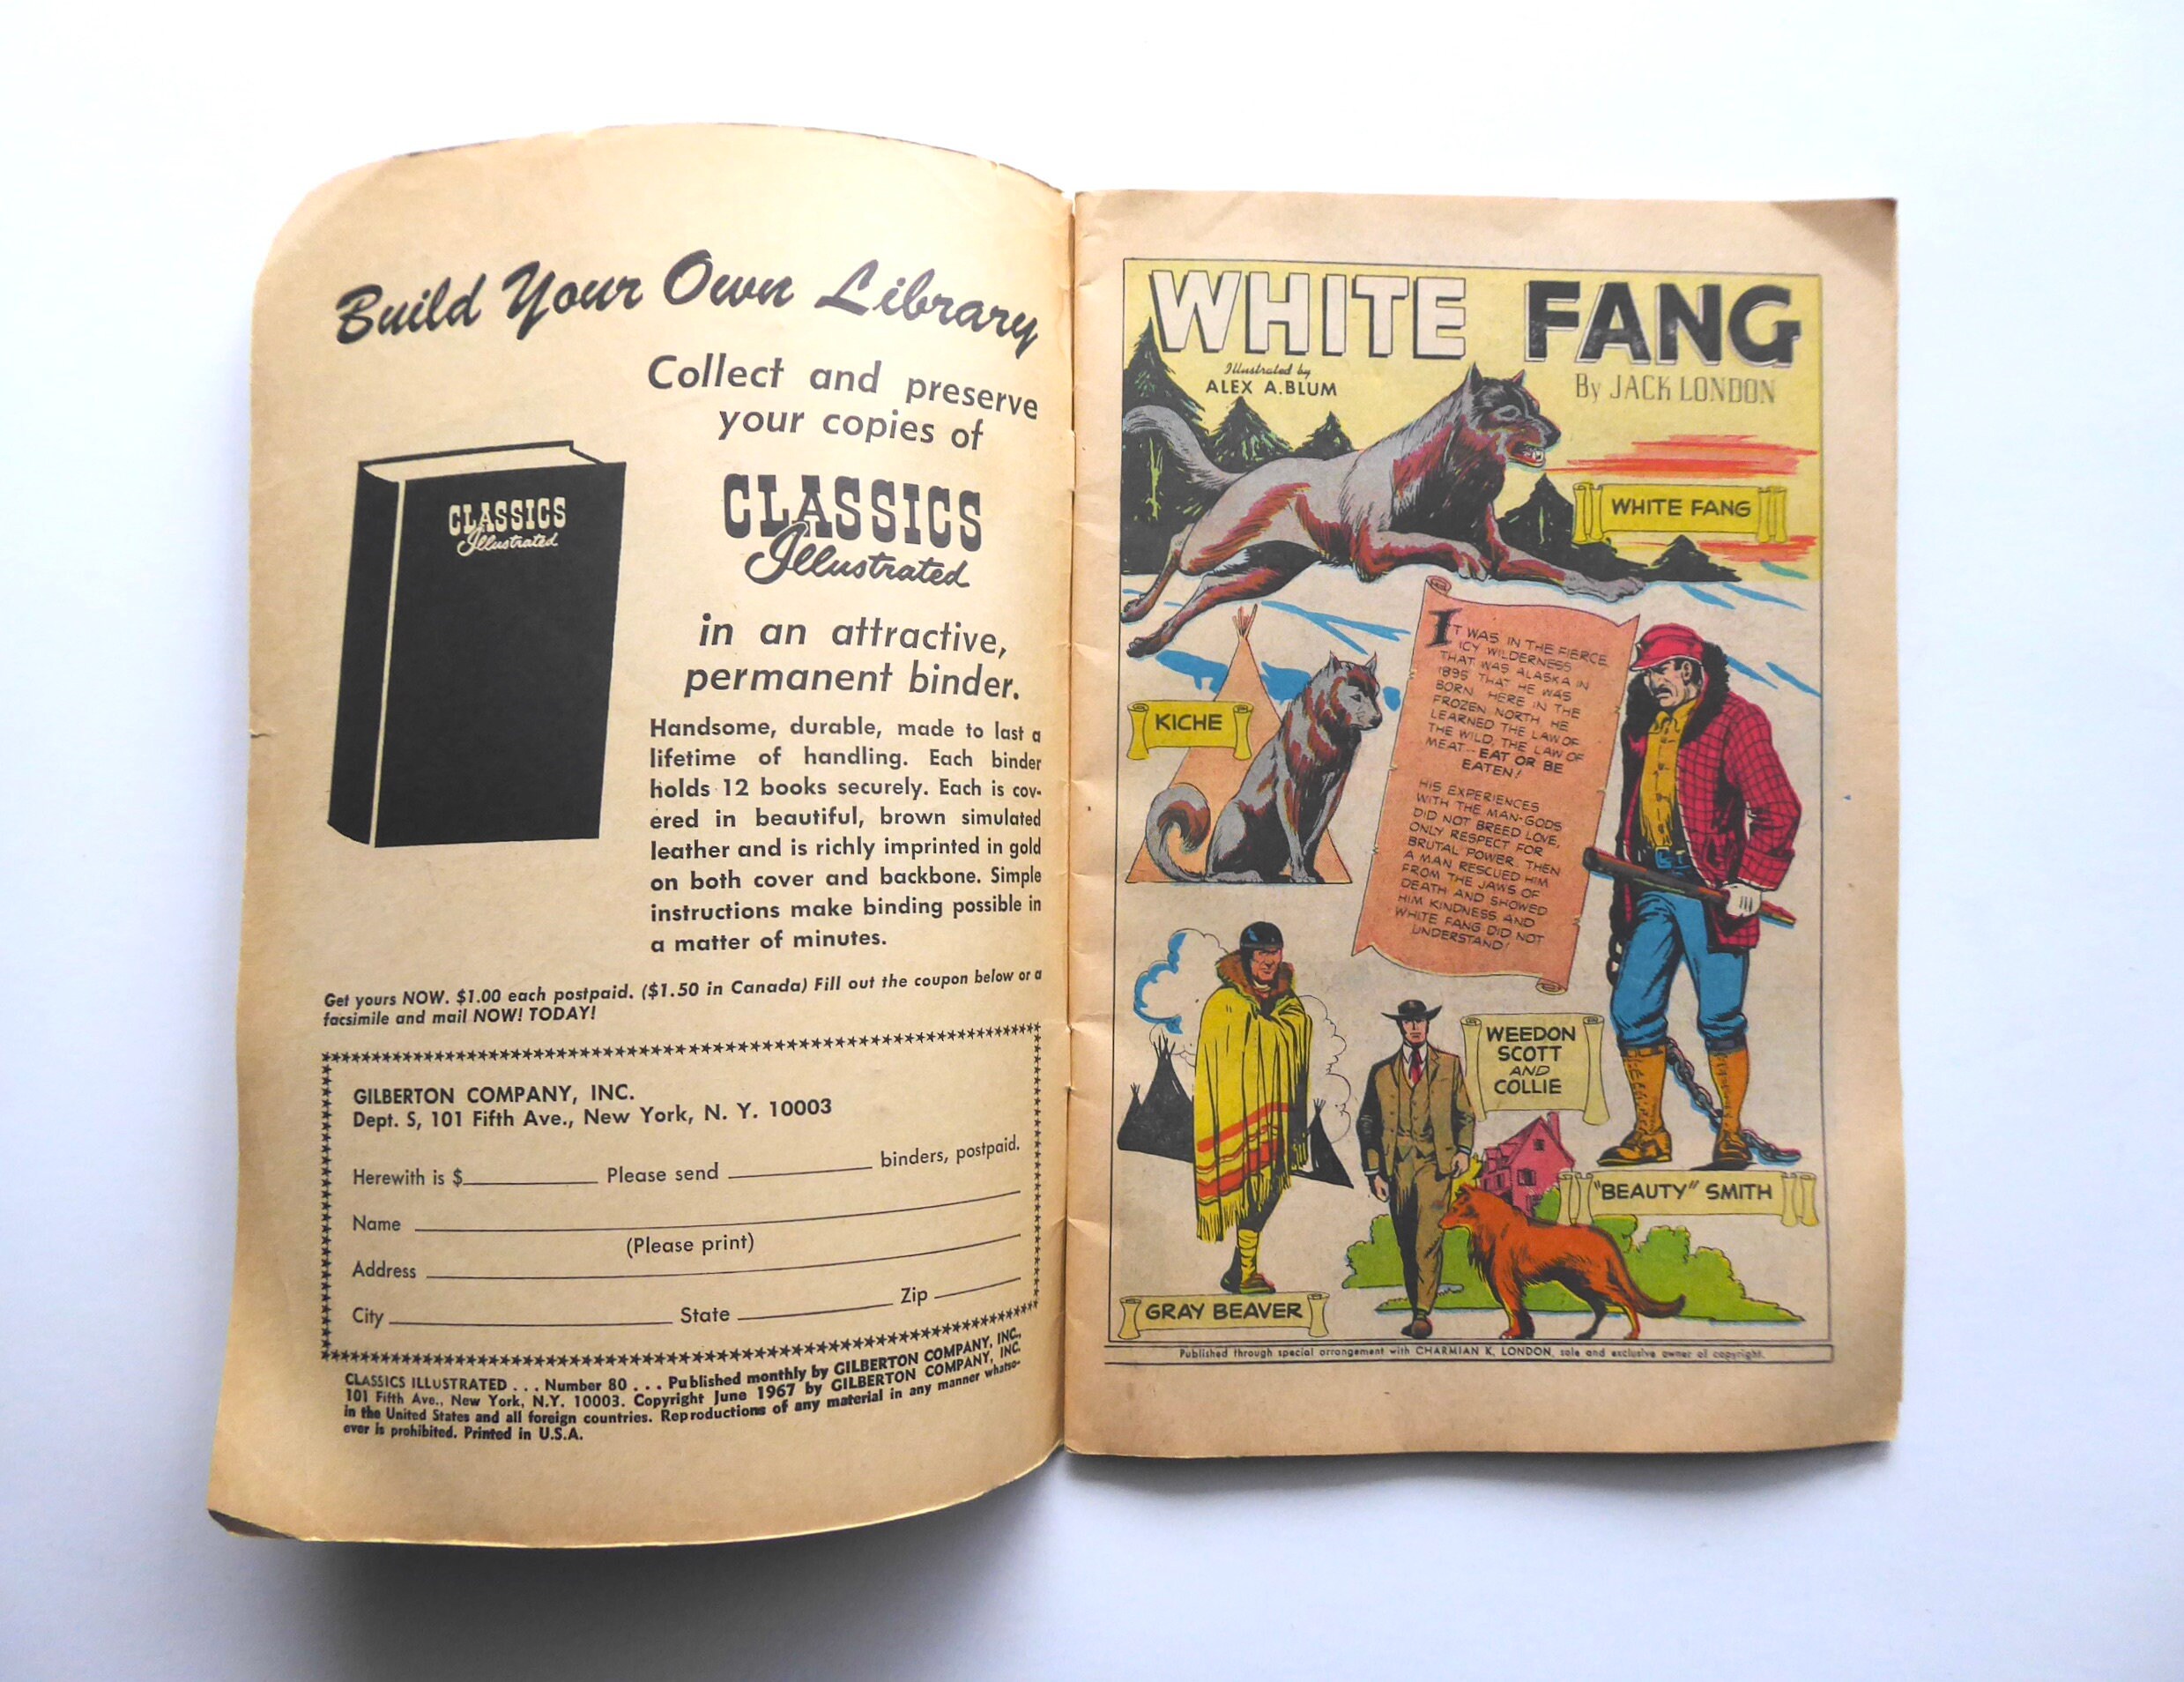 Build Your Own Library
Collect and preserve
your copies of
CLASSICS
Illustrated
CLASSICS
Illustrated
in an attractive,
permanent binder.
Handsome, durable, made to last a
lifetime of handling. Each binder
holds 12 books securely. Each is cov-
ered in beautiful, brown simulated
leather and is richly imprinted in gold
on both cover and backbone. Simple
instructions make binding possible in
a matter of minutes.
Get yours NOW. $1.00 each postpaid. ($1.50 in Canada) Fill out the coupon below or a
facsimile and mail NOW! TODAY!
GILBERTON COMPANY, INC.
Dept. S, 101 Fifth Ave., New York, N. Y. 10003
Herewith is $ Please send binders, postpaid.
Name
(Please print)
Address
City State Zip
CLASSICS ILLUSTRATED . . . Number 80 . . . Published monthly by GILBERTON COMPANY, INC.,
101 Fifth Ave., New York, N.Y. 10003. Copyright June 1967 by GILBERTON COMPANY, INC.
in the United States and all foreign countries. Reproductions of any material in any manner whatso-
ever is prohibited. Printed in U.S.A.
WHITE FANG
Illustrated by
ALEX A. BLUM
By JACK LONDON
WHITE FANG
IT WAS IN THE FIERCE,
ICY WILDERNESS
THAT WAS ALASKA IN
1895 THAT HE WAS
BORN. HERE IN THE
FROZEN NORTH, HE
LEARNED THE LAW OF
THE WILD, THE LAW OF
MEAT-- EAT OR BE
EATEN!
HIS EXPERIENCES
WITH THE MAN-GODS
DID NOT BREED LOVE,
ONLY RESPECT FOR
BRUTAL POWER. THEN
A MAN RESCUED HIM
FROM THE JAWS OF
DEATH AND SHOWED
HIM KINDNESS AND
WHITE FANG DID NOT
UNDERSTAND!
KICHE
WEEDON
SCOTT
AND
COLLIE
"BEAUTY" SMITH
GRAY BEAVER
Published through special arrangement with CHARMIAN K. LONDON, sole and exclusive owner of copyright.